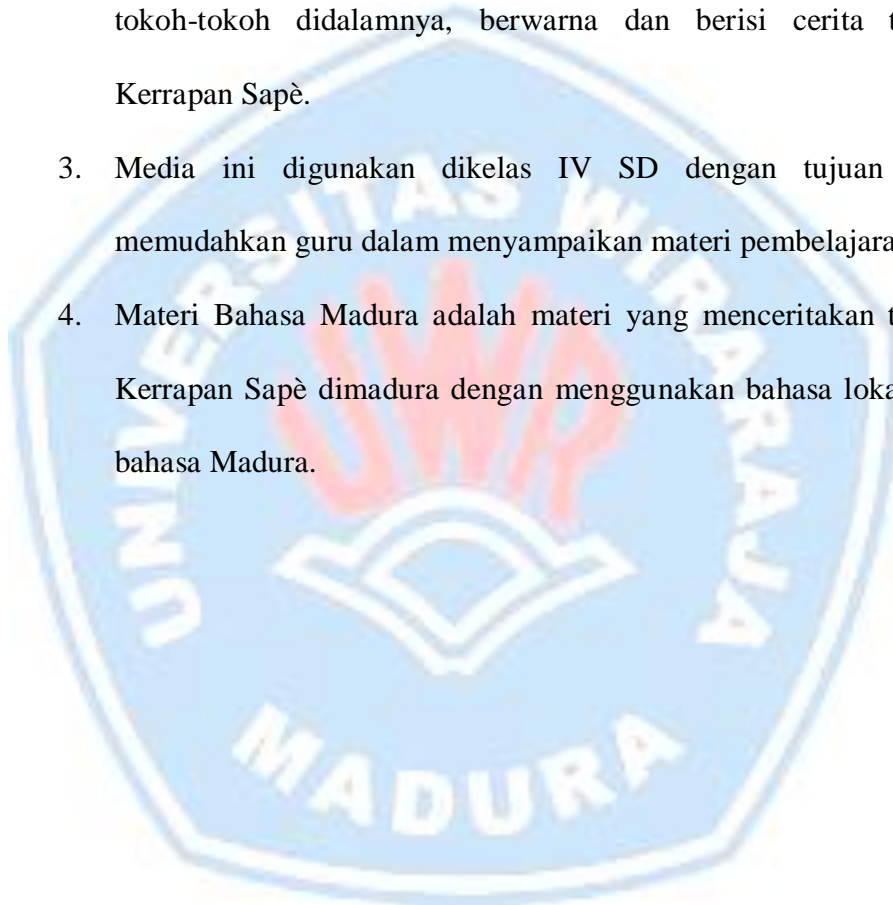 tokoh-tokoh didalamnya, berwarna dan berisi cerita t
Kerrapan Sapè.
3. Media ini digunakan dikelas IV SD dengan tujuan
memudahkan guru dalam menyampaikan materi pembelajara
4. Materi Bahasa Madura adalah materi yang menceritakan t
Kerrapan Sapè dimadura dengan menggunakan bahasa loka
bahasa Madura.
UNIVERSITAS WIRARAJA
UWR
MADURA